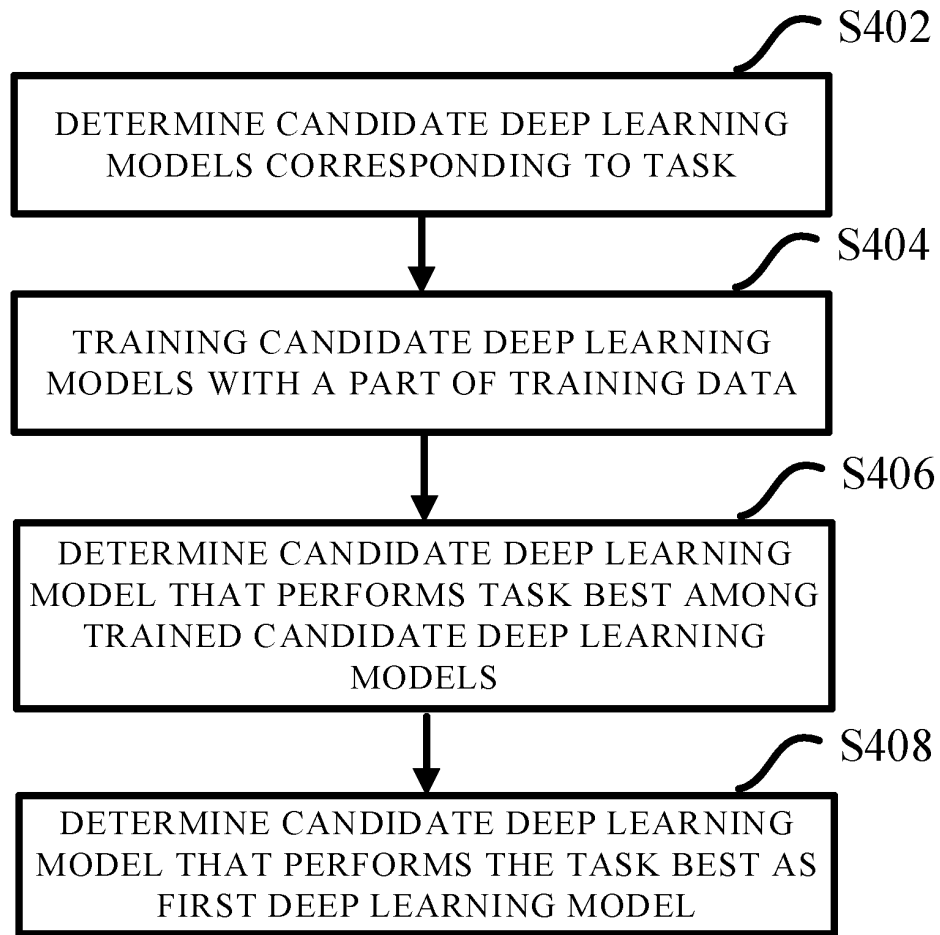 S402
DETERMINE CANDIDATE DEEP LEARNING
MODELS CORRESPONDING TO TASK
S404
TRAINING CANDIDATE DEEP LEARNING
MODELS WITH A PART OF TRAINING DATA
S406
DETERMINE CANDIDATE DEEP LEARNING
MODEL THAT PERFORMS TASK BEST AMONG
TRAINED CANDIDATE DEEP LEARNING
MODELS
S408
DETERMINE CANDIDATE DEEP LEARNING
MODEL THAT PERFORMS THE TASK BEST AS
FIRST DEEP LEARNING MODEL